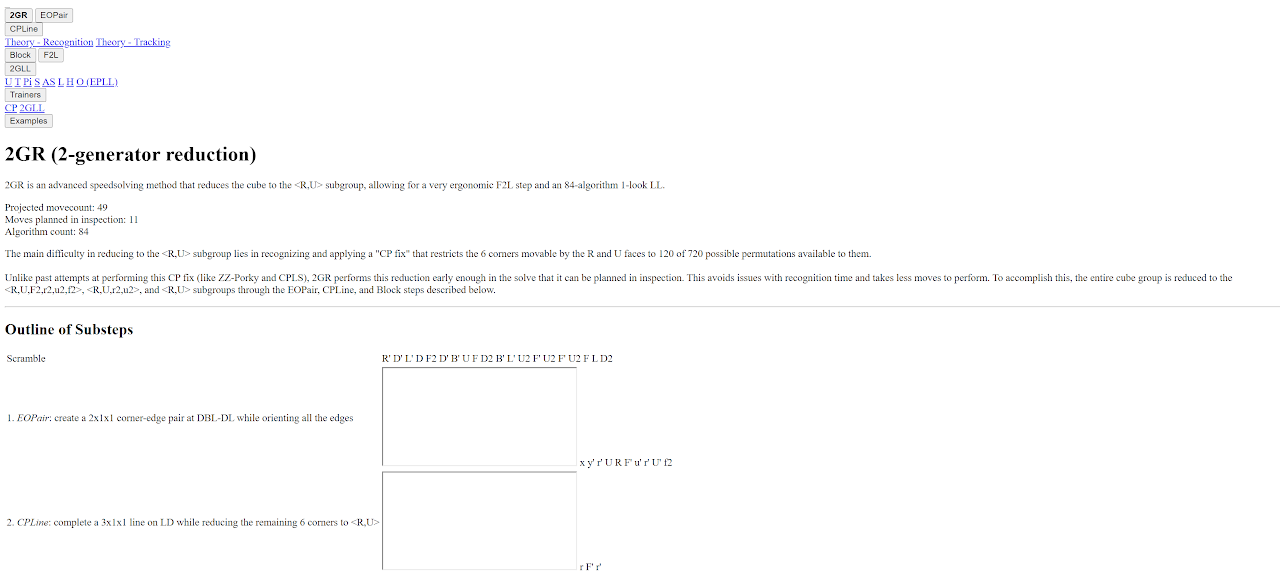 2GR EOPair
CPLine
Theory - Recognition Theory - Tracking
Block F2L
2GLL
U T Pi S AS L H O (EPLL)
Trainers
CP 2GLL
Examples
2GR (2-generator reduction)
2GR is an advanced speedsolving method that reduces the cube to the <R,U> subgroup, allowing for a very ergonomic F2L step and an 84-algorithm 1-look LL.
Projected movecount: 49
Moves planned in inspection: 11
Algorithm count: 84
The main difficulty in reducing to the <R,U> subgroup lies in recognizing and applying a "CP fix" that restricts the 6 corners movable by the R and U faces to 120 of 720 possible permutations available to them.
Unlike past attempts at performing this CP fix (like ZZ-Porky and CPLS), 2GR performs this reduction early enough in the solve that it can be planned in inspection. This avoids issues with recognition time and takes less moves to perform. To accomplish this, the entire cube group is reduced to the
<R,U,F2,r2,u2,f2>, <R,U,r2,u2>, and <R,U> subgroups through the EOPair, CPLine, and Block steps described below.
Outline of Substeps
Scramble R' D' L' D F2 D' B' U F D2 B' L' U2 F' U2 F' U2 F L D2
1. EOPair: create a 2x1x1 corner-edge pair at DBL-DL while orienting all the edges
x y' r' U R F' u' r' U' f2
2. CPLine: complete a 3x1x1 line on LD while reducing the remaining 6 corners to <R,U>
r F' r'